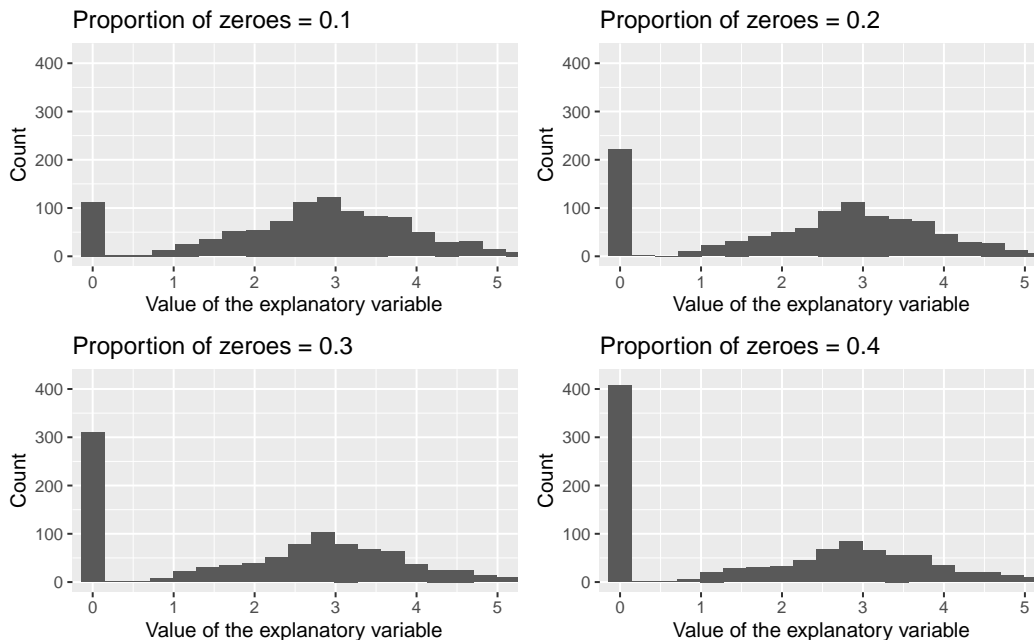 Proportion of zeroes = 0.1
400
300
200
100
0
Count
0 1 2 3 4 5
Value of the explanatory variable
Proportion of zeroes = 0.2
400
300
200
100
0
Count
0 1 2 3 4 5
Value of the explanatory variable
Proportion of zeroes = 0.3
400
300
200
100
0
Count
0 1 2 3 4 5
Value of the explanatory variable
Proportion of zeroes = 0.4
400
300
200
100
0
Count
0 1 2 3 4 5
Value of the explanatory variable